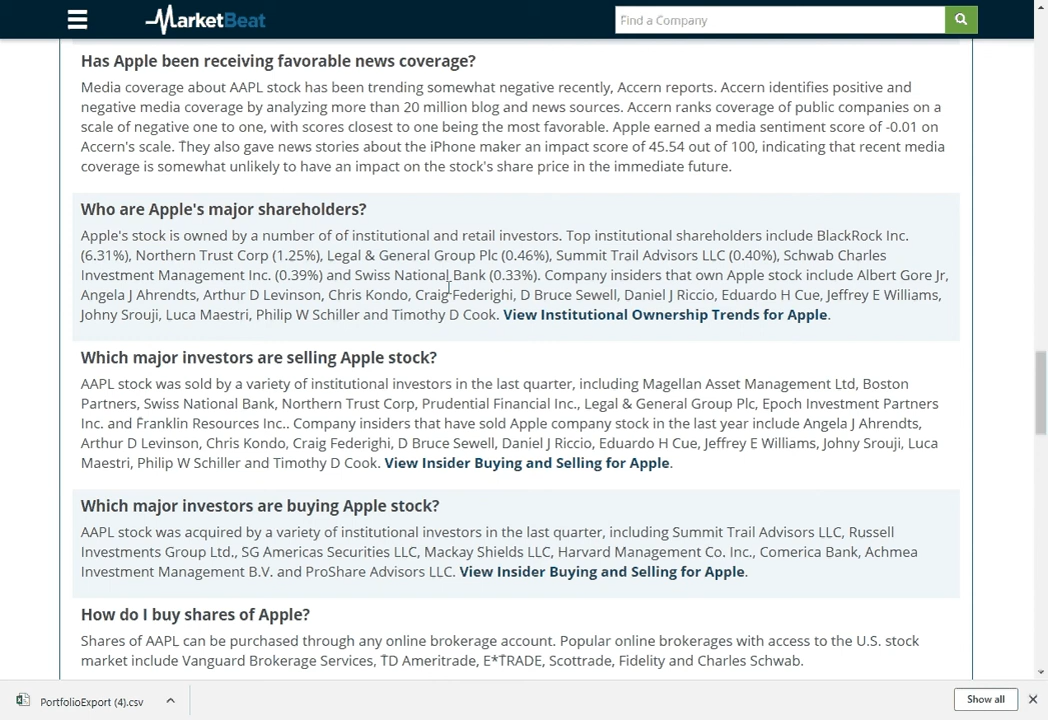 MarketBeat
Find a Company
Has Apple been receiving favorable news coverage?
Media coverage about AAPL stock has been trending somewhat negative recently, Accern reports. Accern identifies positive and
negative media coverage by analyzing more than 20 million blog and news sources. Accern ranks coverage of public companies on a
scale of negative one to one, with scores closest to one being the most favorable. Apple earned a media sentiment score of -0.01 on
Accern's scale. They also gave news stories about the iPhone maker an impact score of 45.54 out of 100, indicating that recent media
coverage is somewhat unlikely to have an impact on the stock's share price in the immediate future.
Who are Apple's major shareholders?
Apple's stock is owned by a number of of institutional and retail investors. Top institutional shareholders include BlackRock Inc.
(6.31%), Northern Trust Corp (1.25%), Legal & General Group Plc (0.46%), Summit Trail Advisors LLC (0.40%), Schwab Charles
Investment Management Inc. (0.39%) and Swiss National Bank (0.33%). Company insiders that own Apple stock include Albert Gore Jr,
Angela J Ahrendts, Arthur D Levinson, Chris Kondo, Craig Federighi, D Bruce Sewell, Daniel J Riccio, Eduardo H Cue, Jeffrey E Williams,
Johny Srouji, Luca Maestri, Philip W Schiller and Timothy D Cook. View Institutional Ownership Trends for Apple.
Which major investors are selling Apple stock?
AAPL stock was sold by a variety of institutional investors in the last quarter, including Magellan Asset Management Ltd, Boston
Partners, Swiss National Bank, Northern Trust Corp, Prudential Financial Inc., Legal & General Group Plc, Epoch Investment Partners
Inc. and Franklin Resources Inc.. Company insiders that have sold Apple company stock in the last year include Angela J Ahrendts,
Arthur D Levinson, Chris Kondo, Craig Federighi, D Bruce Sewell, Daniel J Riccio, Eduardo H Cue, Jeffrey E Williams, Johny Srouji, Luca
Maestri, Philip W Schiller and Timothy D Cook. View Insider Buying and Selling for Apple.
Which major investors are buying Apple stock?
AAPL stock was acquired by a variety of institutional investors in the last quarter, including Summit Trail Advisors LLC, Russell
Investments Group Ltd., SG Americas Securities LLC, Mackay Shields LLC, Harvard Management Co. Inc., Comerica Bank, Achmea
Investment Management B.V. and ProShare Advisors LLC. View Insider Buying and Selling for Apple.
How do I buy shares of Apple?
Shares of AAPL can be purchased through any online brokerage account. Popular online brokerages with access to the U.S. stock
market include Vanguard Brokerage Services, TD Ameritrade, E*TRADE, Scottrade, Fidelity and Charles Schwab.
PortfolioExport (4).csv
Show all